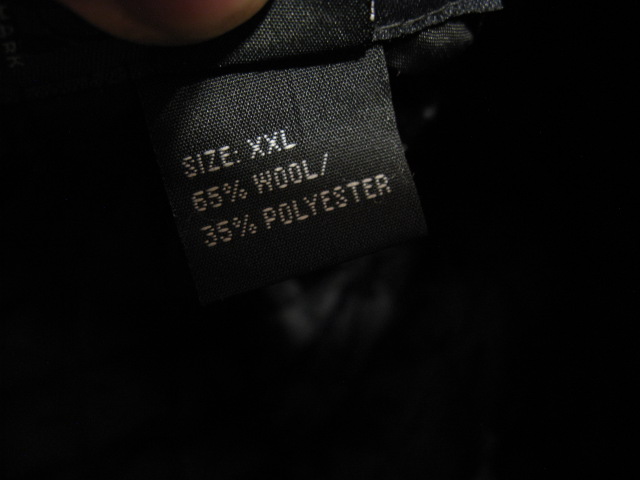 SIZE: XXL
65% WOOL/
35% POLYESTER